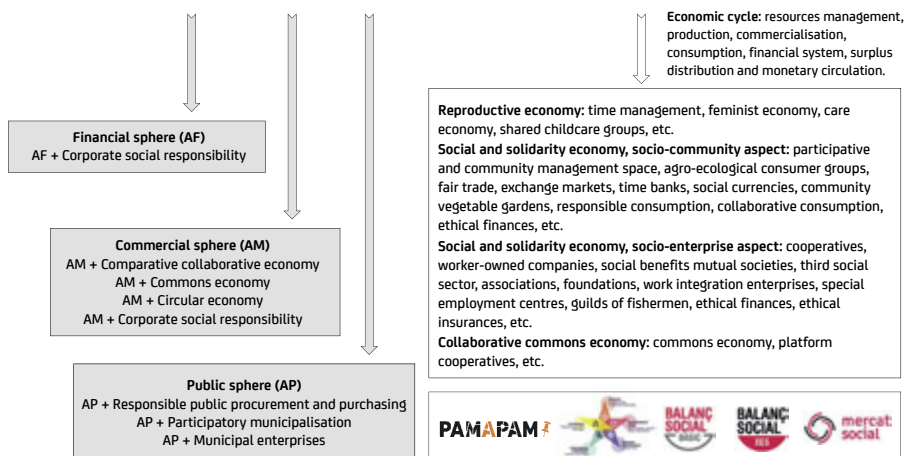 Economic cycle: resources management,
production, commercialisation,
consumption, financial system, surplus
distribution and monetary circulation.
Financial sphere (AF)
AF + Corporate social responsibility
Commercial sphere (AM)
AM + Comparative collaborative economy
AM + Commons economy
AM + Circular economy
AM + Corporate social responsibility
Public sphere (AP)
AP + Responsible public procurement and purchasing
AP + Participatory municipalisation
AP + Municipal enterprises
Reproductive economy: time management, feminist economy, care
economy, shared childcare groups, etc.
Social and solidarity economy, socio-community aspect: participative
and community management space, agro-ecological consumer groups,
fair trade, exchange markets, time banks, social currencies, community
vegetable gardens, responsible consumption, collaborative consumption,
ethical finances, etc.
Social and solidarity economy, socio-enterprise aspect: cooperatives,
worker-owned companies, social benefits mutual societies, third social
sector, associations, foundations, work integration enterprises, special
employment centres, guilds of fishermen, ethical finances, ethical
insurances, etc.
Collaborative commons economy: commons economy, platform
cooperatives, etc.
PAMAPAM
BALANÇ
SOCIAL
BASIC
BALANÇ
SOCIAL
XES
mercat
social